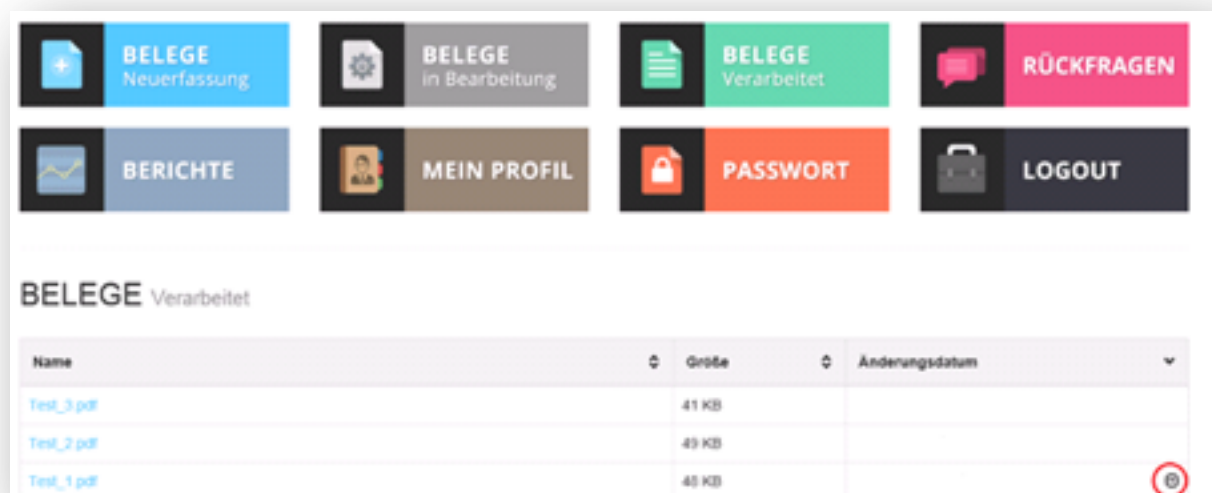 BELEGE
Neuerfassung
BELEGE
in Bearbeitung
BELEGE
Verarbeitet
RÜCKFRAGEN
BERICHTE
MEIN PROFIL
PASSWORT
LOGOUT
BELEGE Verarbeitet
Name Größe Änderungsdatum
Test_3.pdf 41 KB
Test_2.pdf 49 KB
Test_1.pdf 48 KB